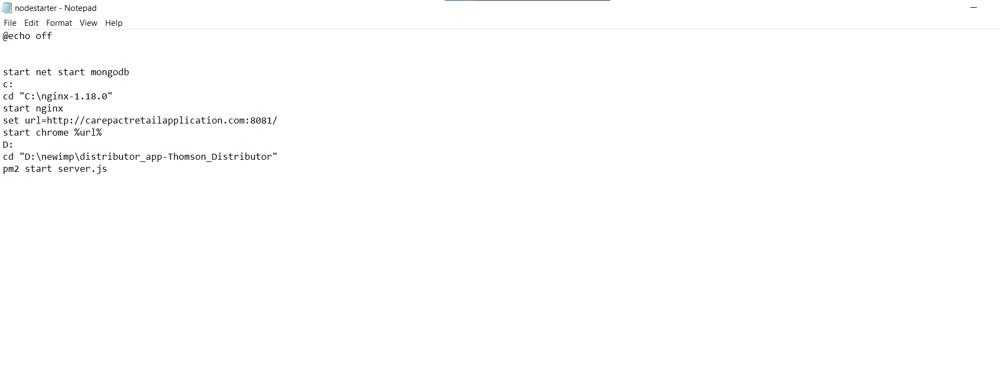 nodestarter - Notepad
File Edit Format View Help
@echo off
start net start mongodb
c:
cd "C:\nginx-1.18.0"
start nginx
set url=http://carepactretailapplication.com:8081/
start chrome %url%
D:
cd "D:\newimp\distributor_app-Thomson_Distributor"
pm2 start server.js